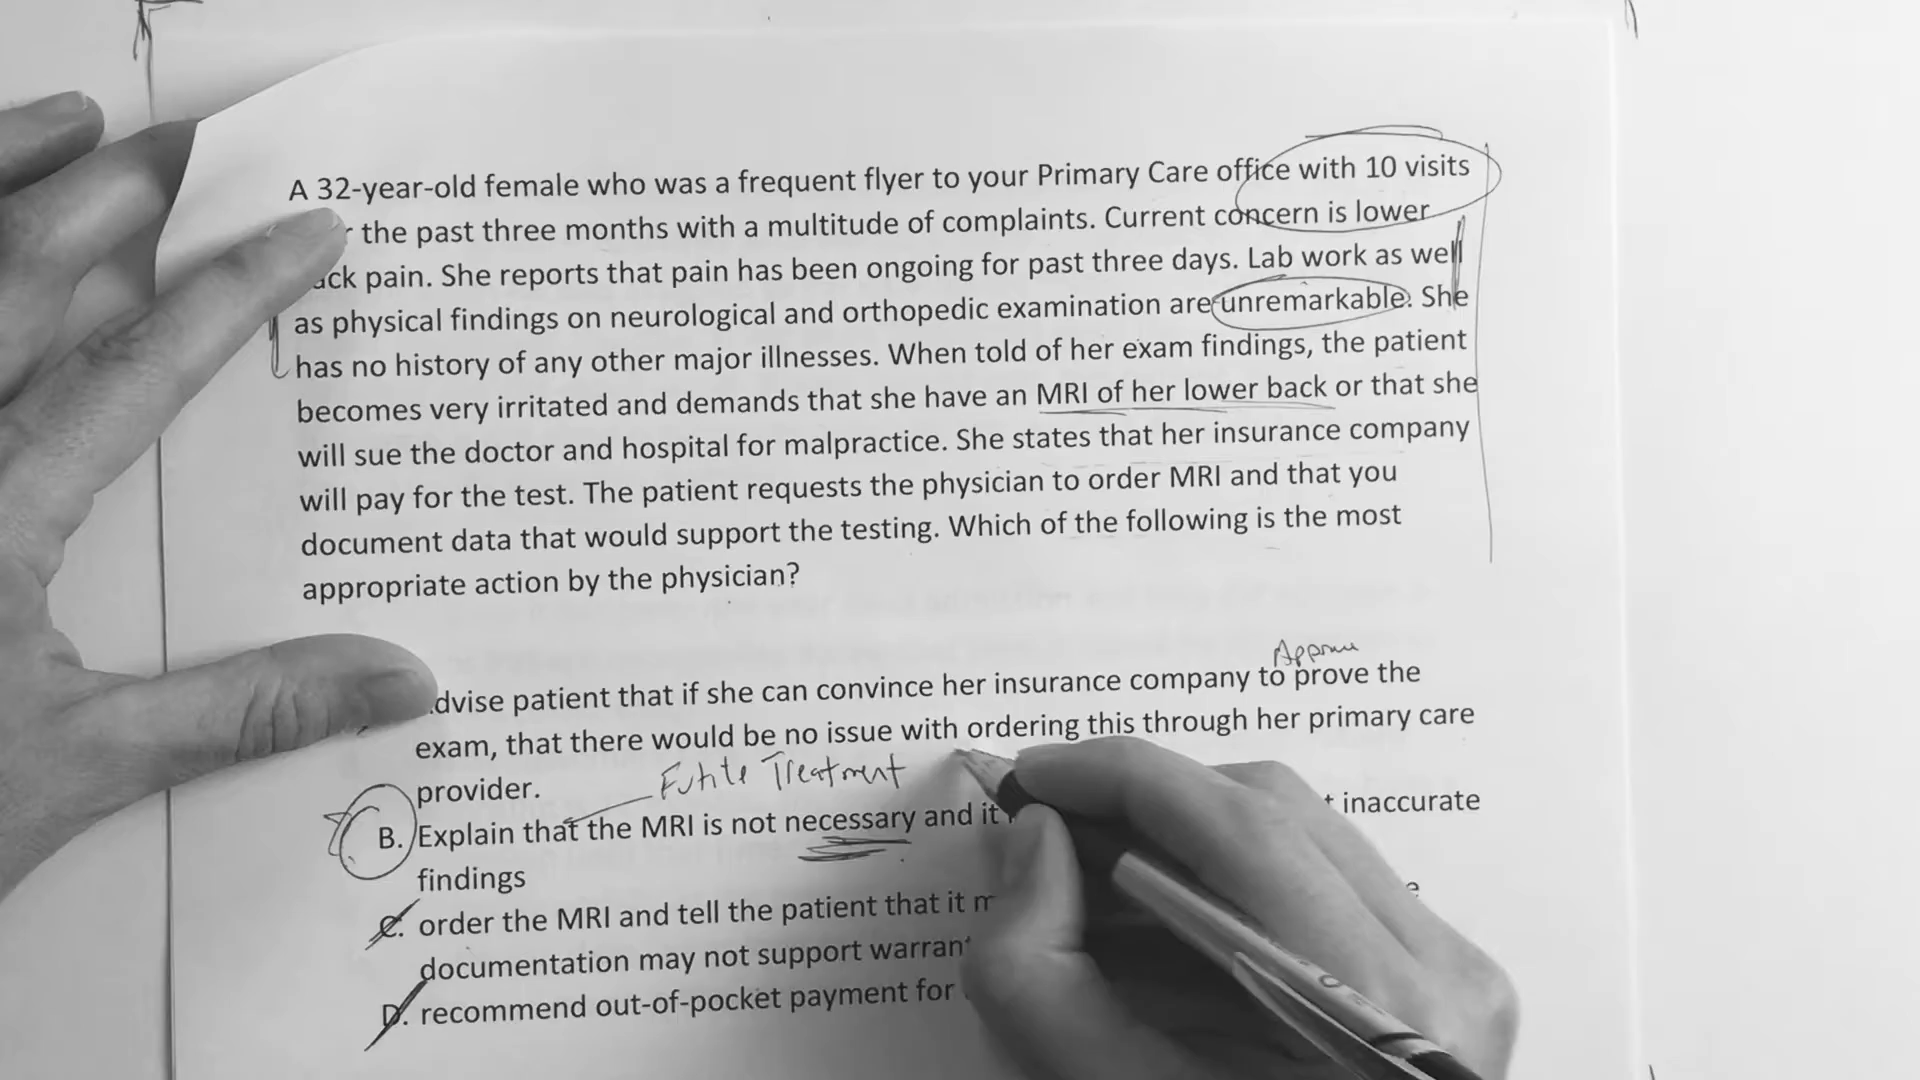 A 32-year-old female who was a frequent flyer to your Primary Care office with 10 visits
the past three months with a multitude of complaints. Current concern is lower
pain. She reports that pain has been ongoing for past three days. Lab work as well
as physical findings on neurological and orthopedic examination are unremarkable. She
has no history of any other major illnesses. When told of her exam findings, the patient
becomes very irritated and demands that she have an MRI of her lower back or that she
will sue the doctor and hospital for malpractice. She states that her insurance company
will pay for the test. The patient requests the physician to order MRI and that you
document data that would support the testing. Which of the following is the most
appropriate action by the physician?
dvise patient that if she can convince her insurance company to prove the
exam, that there would be no issue with ordering this through her primary care
provider.
Futile Treatment
B. Explain that the MRI is not necessary and it inaccurate
findings
C. order the MRI and tell the patient that it
documentation may not support
D. recommend out-of-pocket payment for